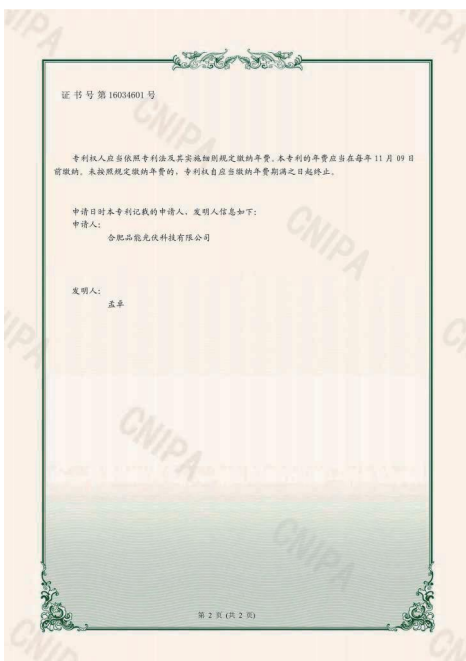 证书号第16034601号
专利权人应当依照专利法及其实施细则规定缴纳年费。本专利的年费应当在每年11月09日
前缴纳。未按照规定缴纳年费的，专利权自应当缴纳年费期满之日起终止。
申请日时本专利记载的申请人、发明人信息如下：
申请人：
合肥品能光伏科技有限公司
发明人：
孟卓
第 2 页 (共 2 页)
CNIPA
CNIPA
CNIPA
CNIPA